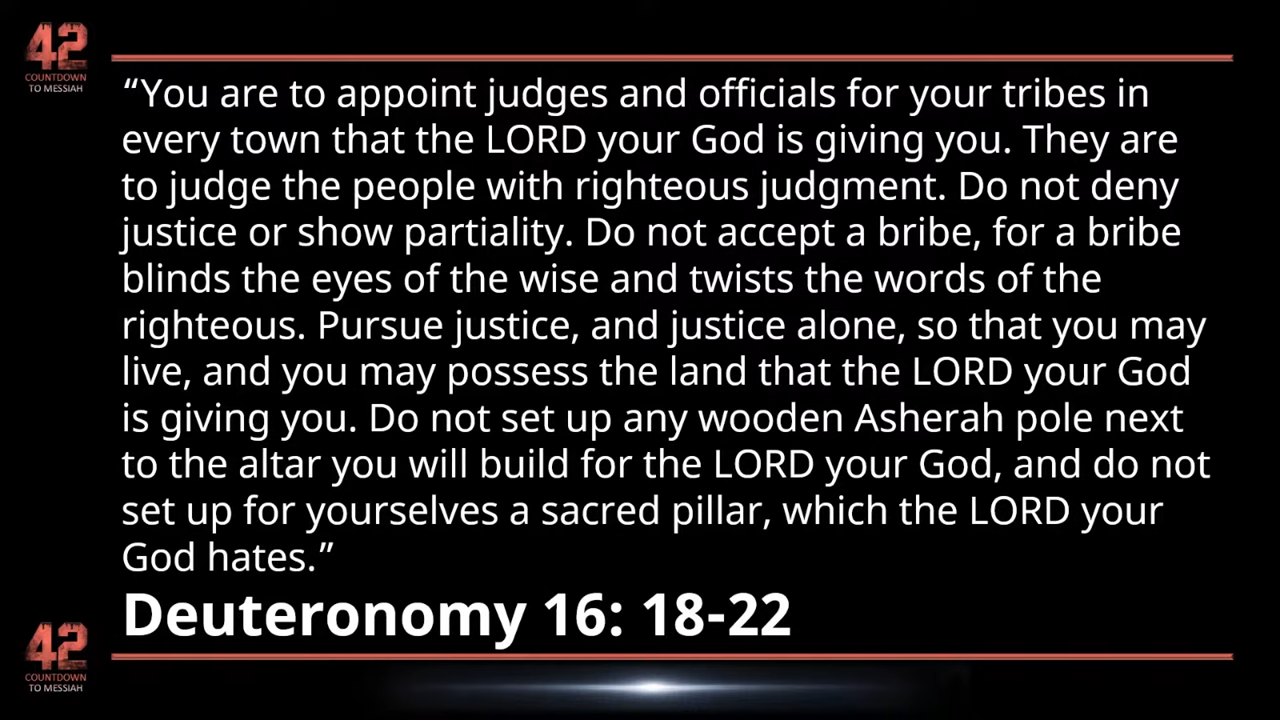 42
COUNTDOWN
TO MESSIAH
“You are to appoint judges and officials for your tribes in
every town that the LORD your God is giving you. They are
to judge the people with righteous judgment. Do not deny
justice or show partiality. Do not accept a bribe, for a bribe
blinds the eyes of the wise and twists the words of the
righteous. Pursue justice, and justice alone, so that you may
live, and you may possess the land that the LORD your God
is giving you. Do not set up any wooden Asherah pole next
to the altar you will build for the LORD your God, and do not
set up for yourselves a sacred pillar, which the LORD your
God hates.”
Deuteronomy 16: 18-22
42
COUNTDOWN
TO MESSIAH